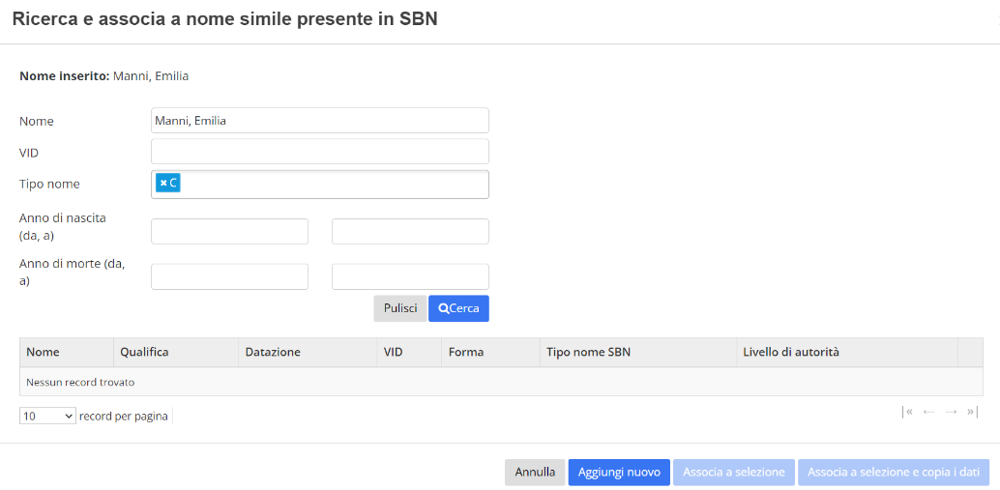 Ricerca e associa a nome simile presente in SBN
Nome inserito: Manni, Emilia
Nome Manni, Emilia
VID
Tipo nome × C
Anno di nascita
(da, a)
Anno di morte (da,
a)
Pulisci Cerca
Nome Qualifica Datazione VID Forma Tipo nome SBN Livello di autorità
Nessun record trovato
10 record per pagina |« ← → »|
Annulla Aggiungi nuovo Associa a selezione Associa a selezione e copia i dati